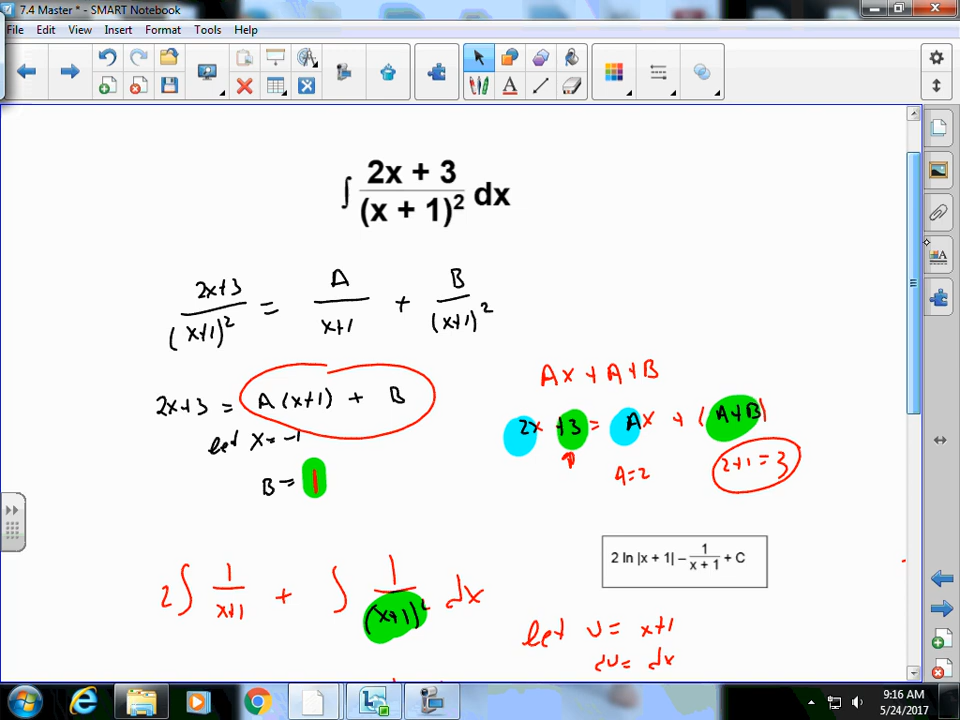 7.4 Master * - SMART Notebook
File Edit View Insert Format Tools Help
∫ (2x + 3)/(x + 1)² dx
(2x+3)/(x+1)² = A/(x+1) + B/(x+1)²
2x+3 = A(x+1) + B
let x = -1
B = 1
Ax + A + B
2x + 3 = Ax + (A+B)
A=2
2+1=3
2 ln |x + 1| − 1/(x + 1) + C
2∫ 1/(x+1) + ∫ 1/(x+1)² dx
let u = x+1
du = dx
9:16 AM
5/24/2017